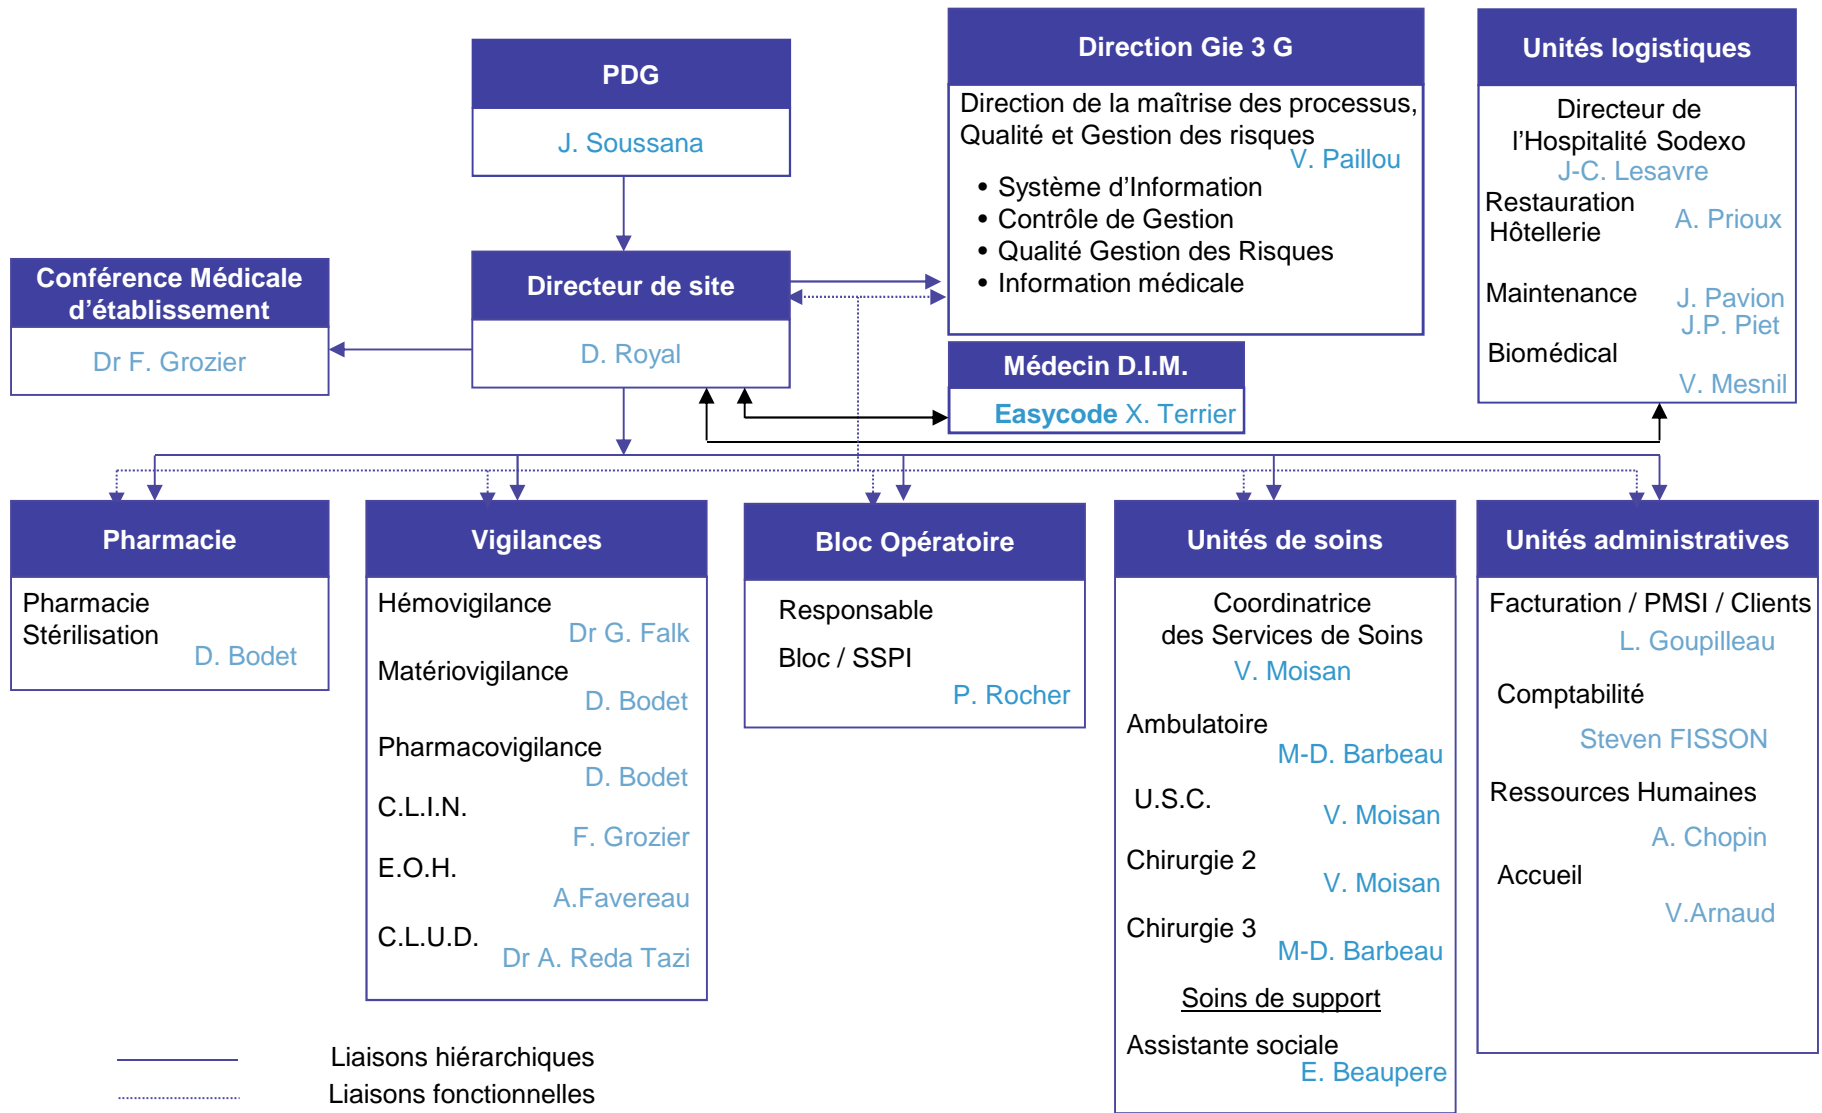 PDG
J. Soussana
Direction Gie 3 G
Direction de la maîtrise des processus,
Qualité et Gestion des risques
V. Paillou
• Système d’Information
• Contrôle de Gestion
• Qualité Gestion des Risques
• Information médicale
Unités logistiques
Directeur de
l’Hospitalité Sodexo
J-C. Lesavre
Restauration
Hôtellerie
A. Prioux
Maintenance
J. Pavion
J.P. Piet
Biomédical
V. Mesnil
Conférence Médicale
d’établissement
Dr F. Grozier
Directeur de site
D. Royal
Médecin D.I.M.
Easycode X. Terrier
Pharmacie
Pharmacie
Stérilisation
D. Bodet
Vigilances
Hémovigilance
Dr G. Falk
Matériovigilance
D. Bodet
Pharmacovigilance
D. Bodet
C.L.I.N.
F. Grozier
E.O.H.
A.Favereau
C.L.U.D.
Dr A. Reda Tazi
Bloc Opératoire
Responsable
Bloc / SSPI
P. Rocher
Unités de soins
Coordinatrice
des Services de Soins
V. Moisan
Ambulatoire
M-D. Barbeau
U.S.C.
V. Moisan
Chirurgie 2
V. Moisan
Chirurgie 3
M-D. Barbeau
Soins de support
Assistante sociale
E. Beaupere
Unités administratives
Facturation / PMSI / Clients
L. Goupilleau
Comptabilité
Steven FISSON
Ressources Humaines
A. Chopin
Accueil
V.Arnaud
Liaisons hiérarchiques
Liaisons fonctionnelles